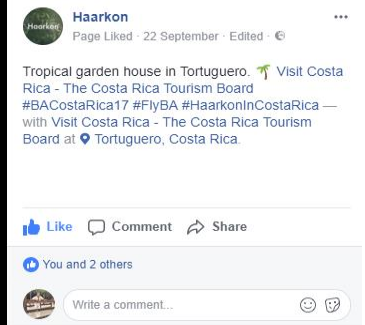 Haarkon
Haarkon
Page Liked · 22 September · Edited ·
Tropical garden house in Tortuguero. 🌴 Visit Costa
Rica - The Costa Rica Tourism Board
#BACostaRica17 #FlyBA #HaarkonInCostaRica —
with Visit Costa Rica - The Costa Rica Tourism
Board at Tortuguero, Costa Rica.
Like Comment Share
You and 2 others
Write a comment...